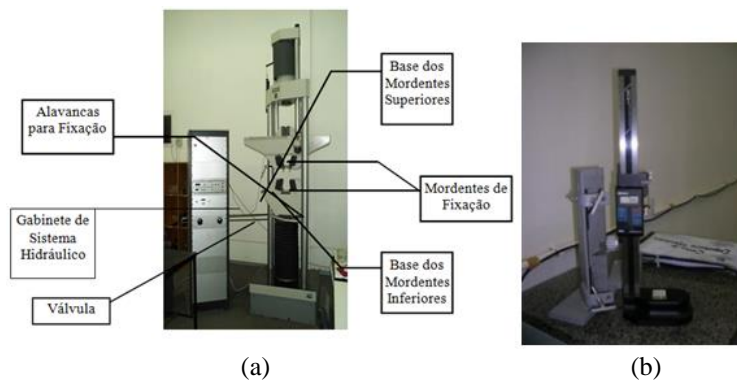 Alavancas
para Fixação
Base dos
Mordentes
Superiores
Mordentes de
Fixação
Gabinete de
Sistema
Hidráulico
Válvula
Base dos
Mordentes
Inferiores
(a)
(b)